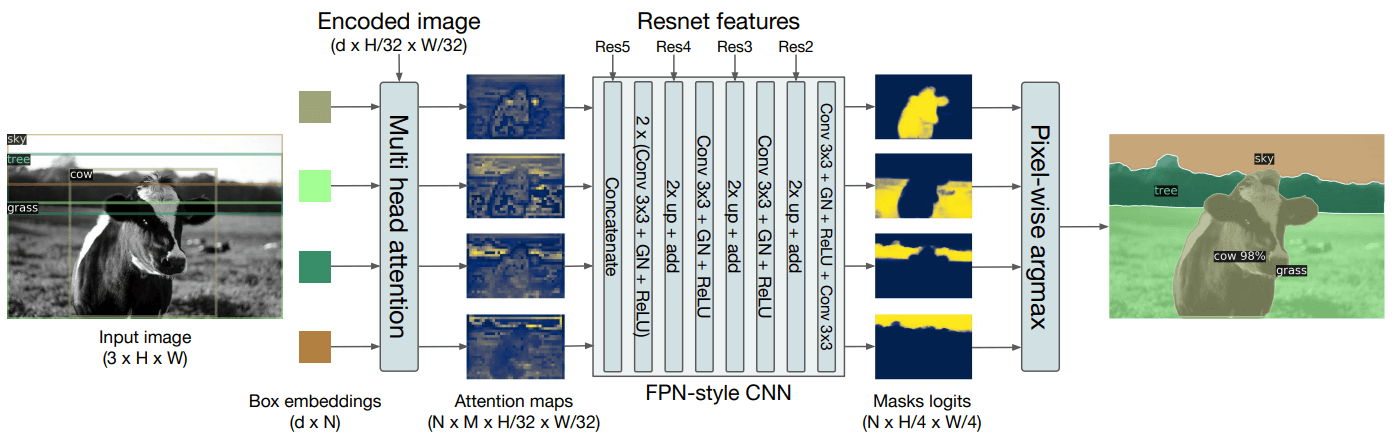 Encoded image
(d x H/32 x W/32)
Resnet features
Res5
Res4
Res3
Res2
sky
tree
cow
grass
Input image
(3 x H x W)
Box embeddings
(d x N)
Multi head attention
Attention maps
(N x M x H/32 x W/32)
Concatenate
2 x (Conv 3x3 + GN + ReLU)
2x up + add
Conv 3x3 + GN + ReLU
2x up + add
Conv 3x3 + GN + ReLU
2x up + add
Conv 3x3 + GN + ReLU + Conv 3x3
FPN-style CNN
Masks logits
(N x H/4 x W/4)
Pixel-wise argmax
sky
tree
cow 98%
grass